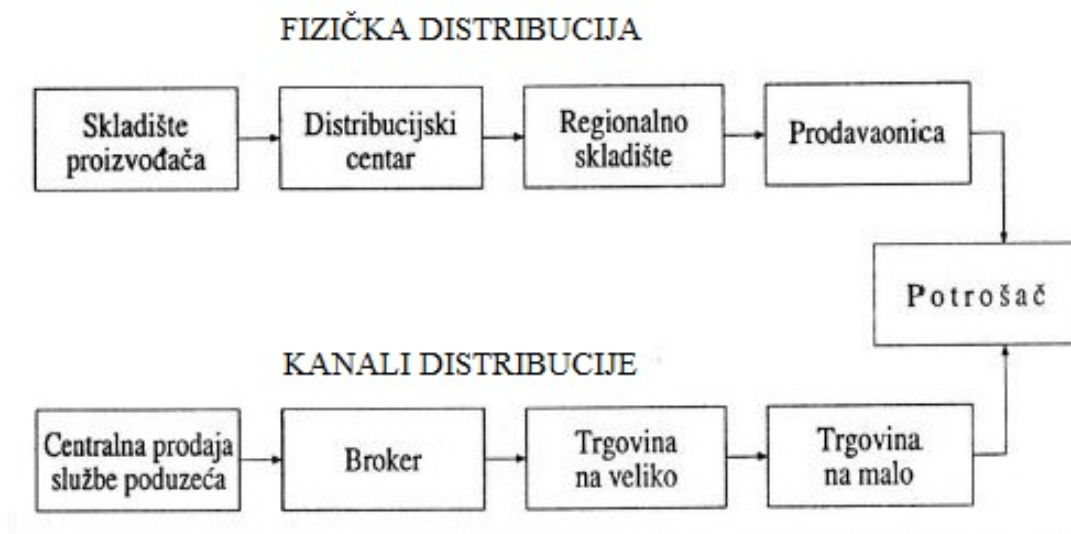 FIZIČKA DISTRIBUCIJA
Skladište
proizvođača
Distribucijski
centar
Regionalno
skladište
Prodavaonica
Potrošač
KANALI DISTRIBUCIJE
Centralna prodaja
službe poduzeća
Broker
Trgovina
na veliko
Trgovina
na malo